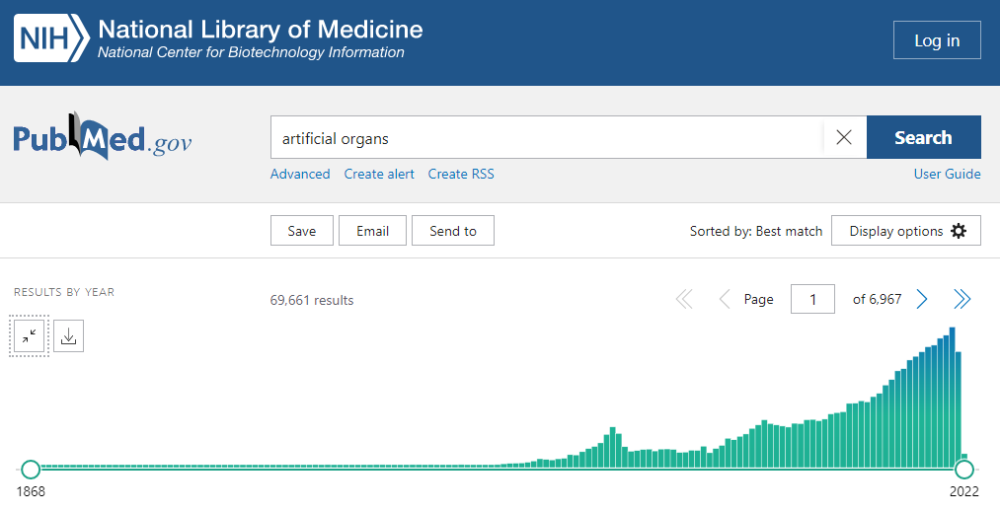 NIH National Library of Medicine
National Center for Biotechnology Information
Log in
PubMed.gov
artificial organs
Search
Advanced Create alert Create RSS User Guide
Save Email Send to Sorted by: Best match Display options
RESULTS BY YEAR
69,661 results Page 1 of 6,967
1868 2022